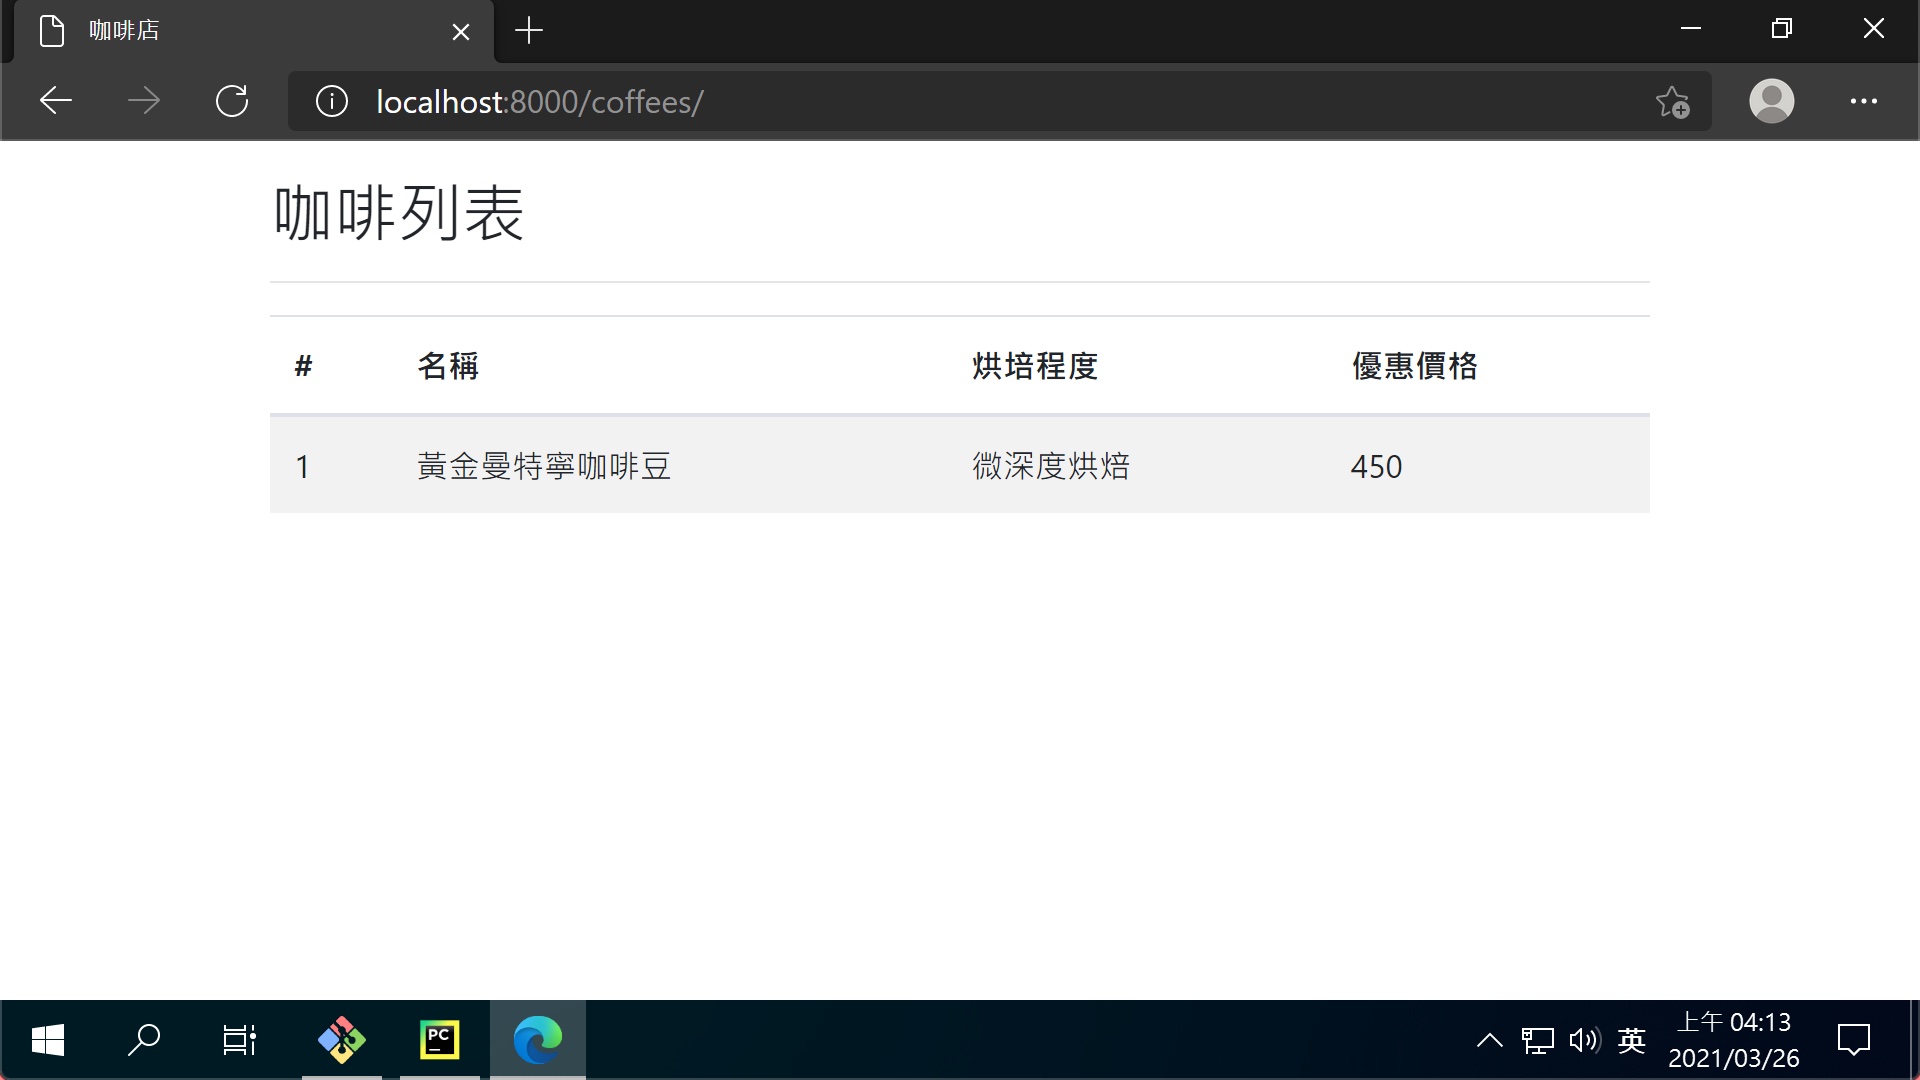 咖啡店
localhost:8000/coffees/
咖啡列表
# 名稱 烘培程度 優惠價格
1 黃金曼特寧咖啡豆 微深度烘焙 450
PC
英
上午 04:13
2021/03/26